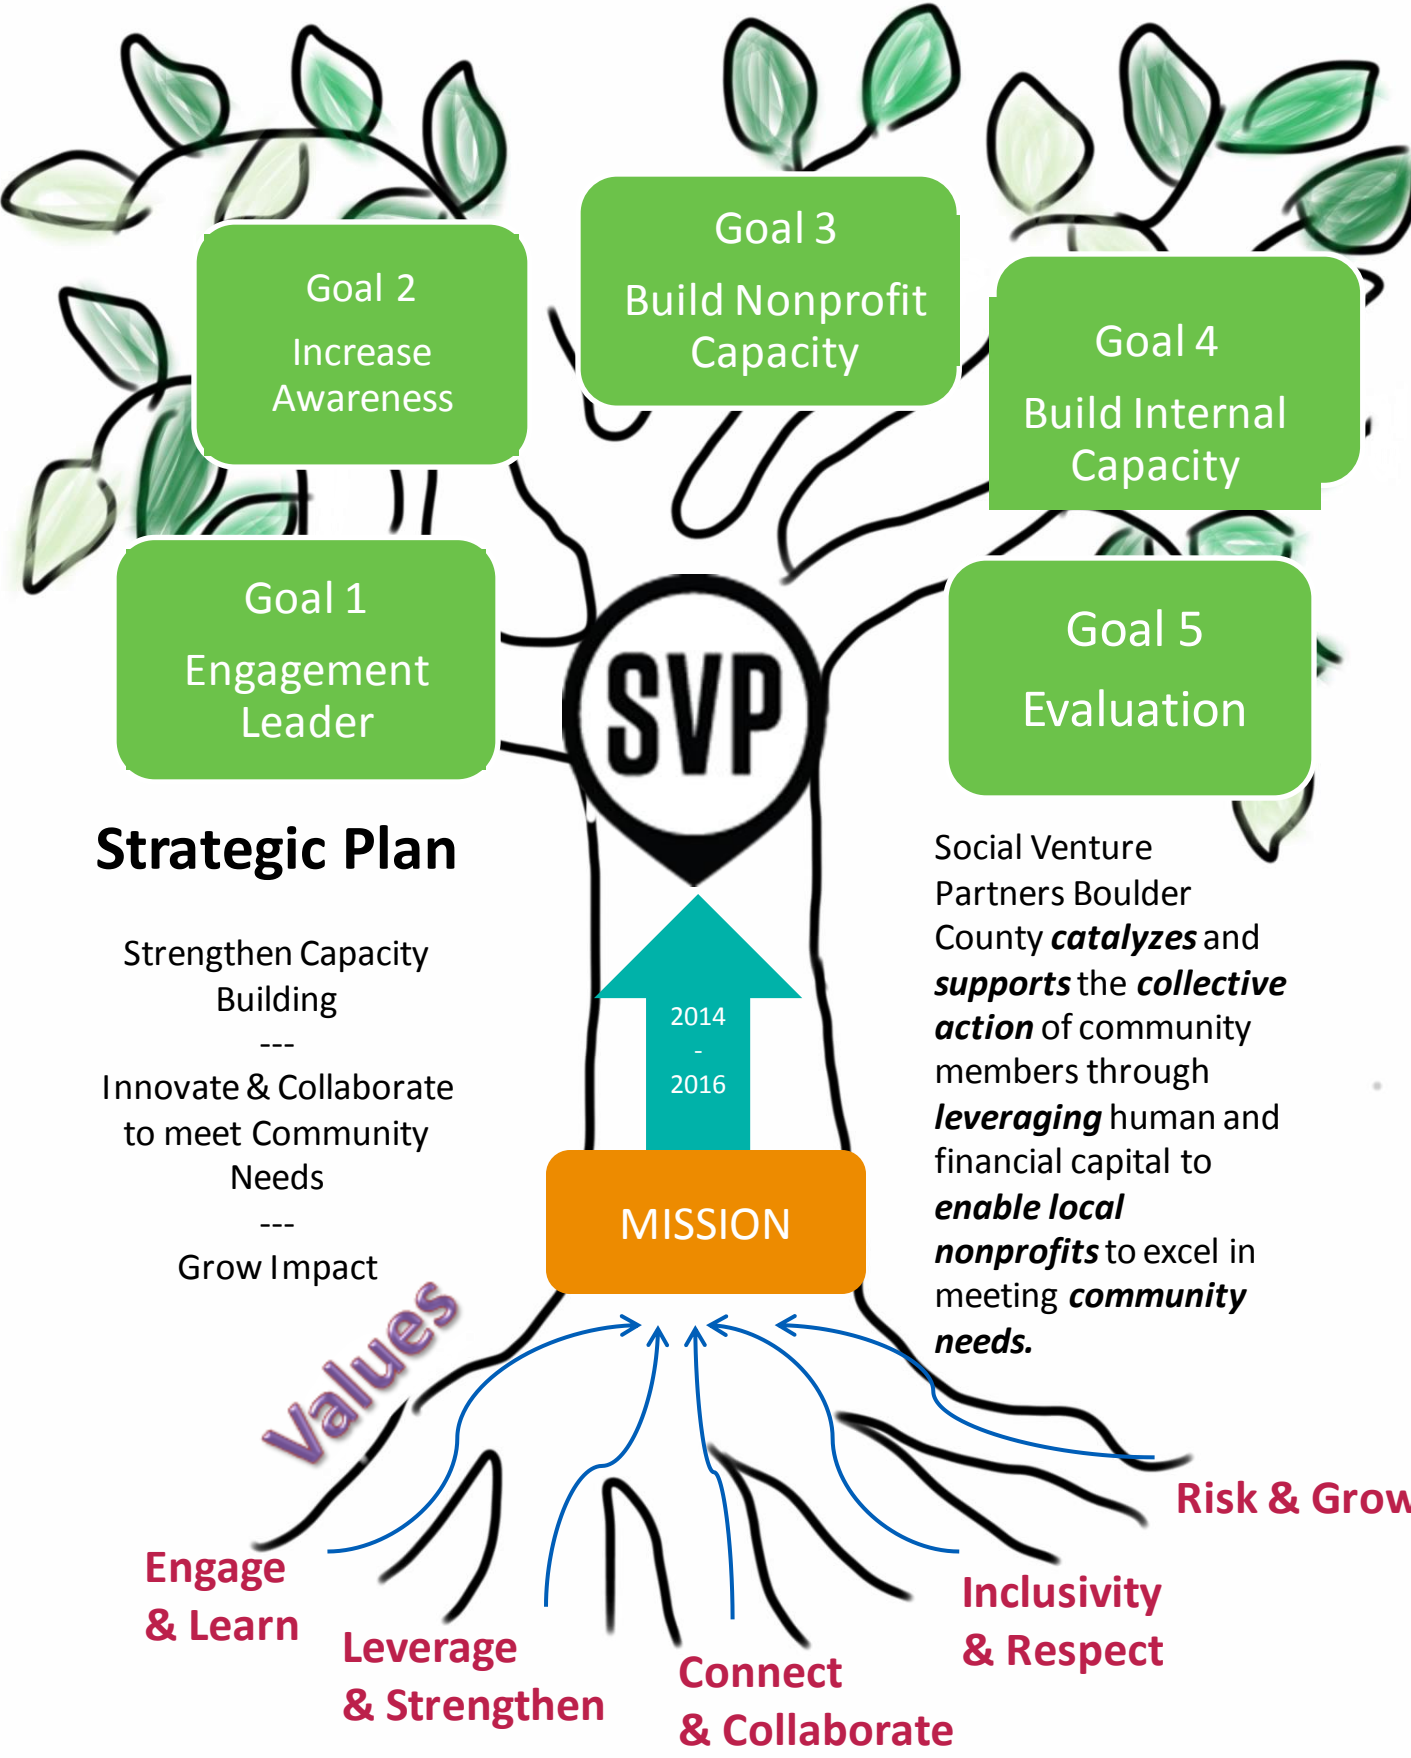 Goal 3
Build Nonprofit
Capacity
Goal 2
Increase
Awareness
Goal 4
Build Internal
Capacity
Goal 1
Engagement
Leader
Goal 5
Evaluation
SVP
Strategic Plan
Strengthen Capacity
Building
---
Innovate & Collaborate
to meet Community
Needs
---
Grow Impact
Social Venture
Partners Boulder
County catalyzes and
supports the collective
action of community
members through
leveraging human and
financial capital to
enable local
nonprofits to excel in
meeting community
needs.
2014
-
2016
MISSION
Values
Risk & Grow
Engage
& Learn
Inclusivity
& Respect
Leverage
& Strengthen
Connect
& Collaborate